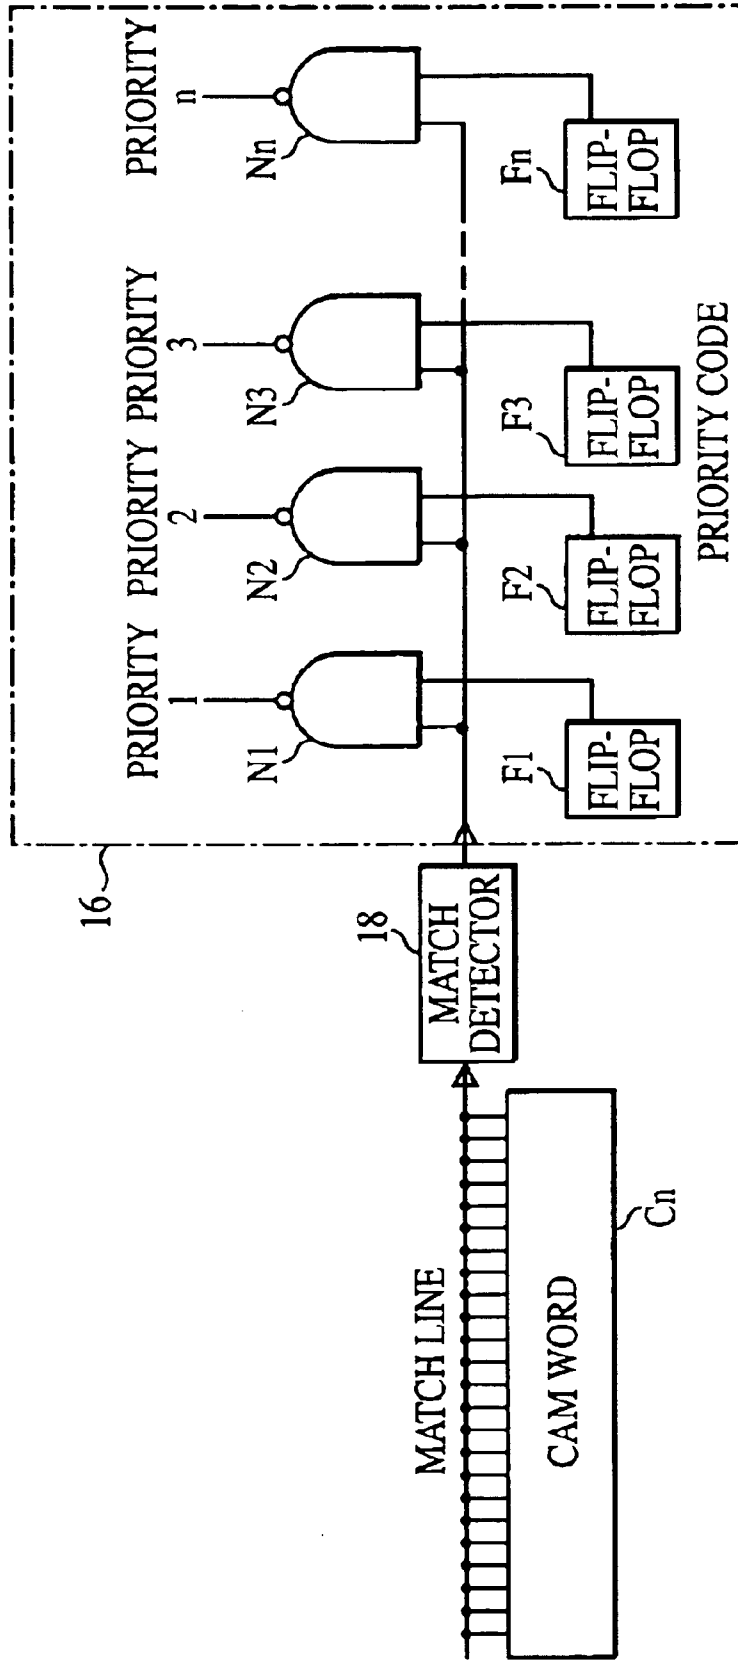 16
PRIORITY PRIORITY PRIORITY PRIORITY
1 2 3 n
N1 N2 N3 Nn
MATCH LINE
18
MATCH
DETECTOR
F1 F2 F3 Fn
FLIP-
FLOP
FLIP-
FLOP
FLIP-
FLOP
FLIP-
FLOP
CAM WORD
Cn
PRIORITY CODE